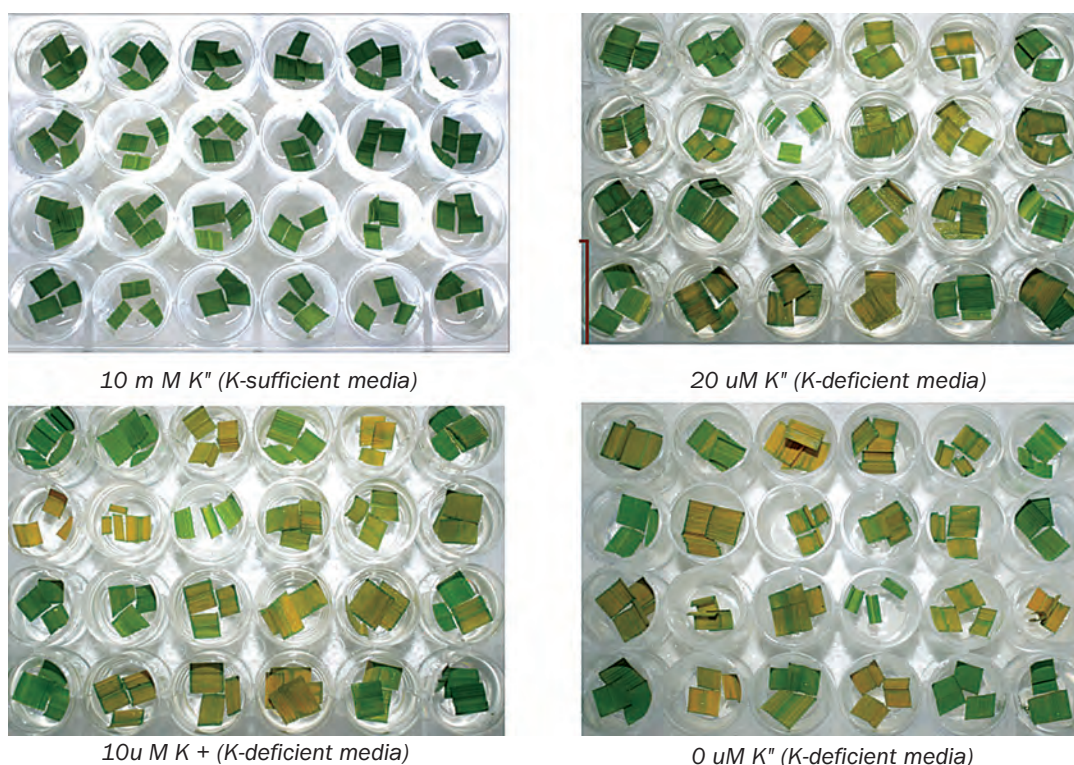 10 m M K" (K-sufficient media)
20 uM K" (K-deficient media)
10u M K + (K-deficient media)
0 uM K" (K-deficient media)